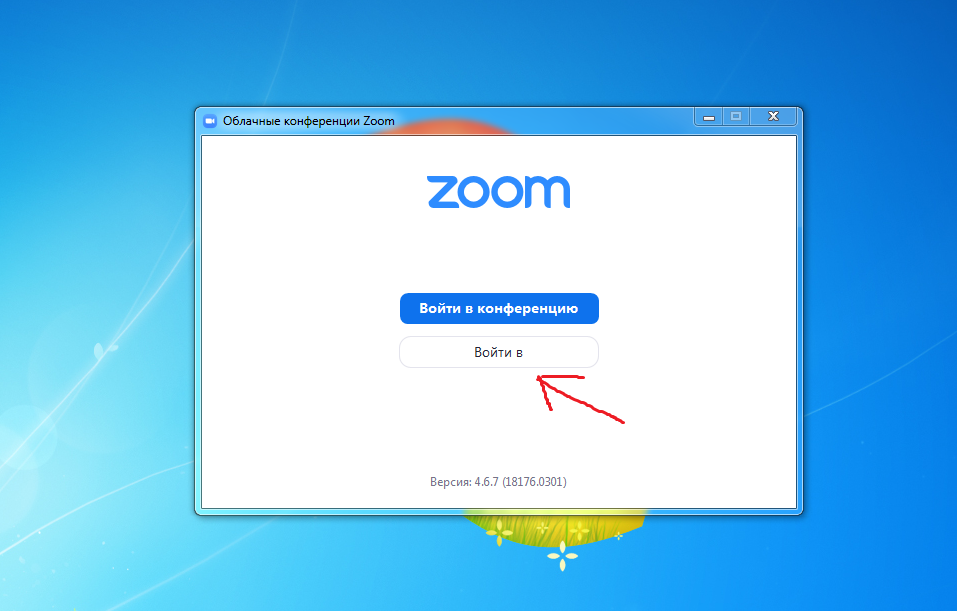 Облачные конференции Zoom
zoom
Войти в конференцию
Войти в
Версия: 4.6.7 (18176.0301)